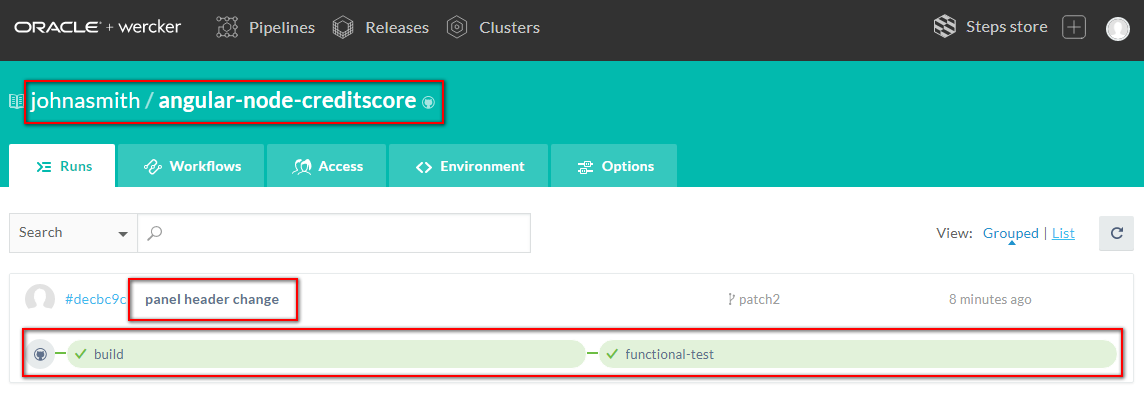 ORACLE + wercker Pipelines Releases Clusters Steps store
johnasmith / angular-node-creditscore
Runs Workflows Access Environment Options
Search View: Grouped | List
#decbc9c panel header change patch2 8 minutes ago
build functional-test